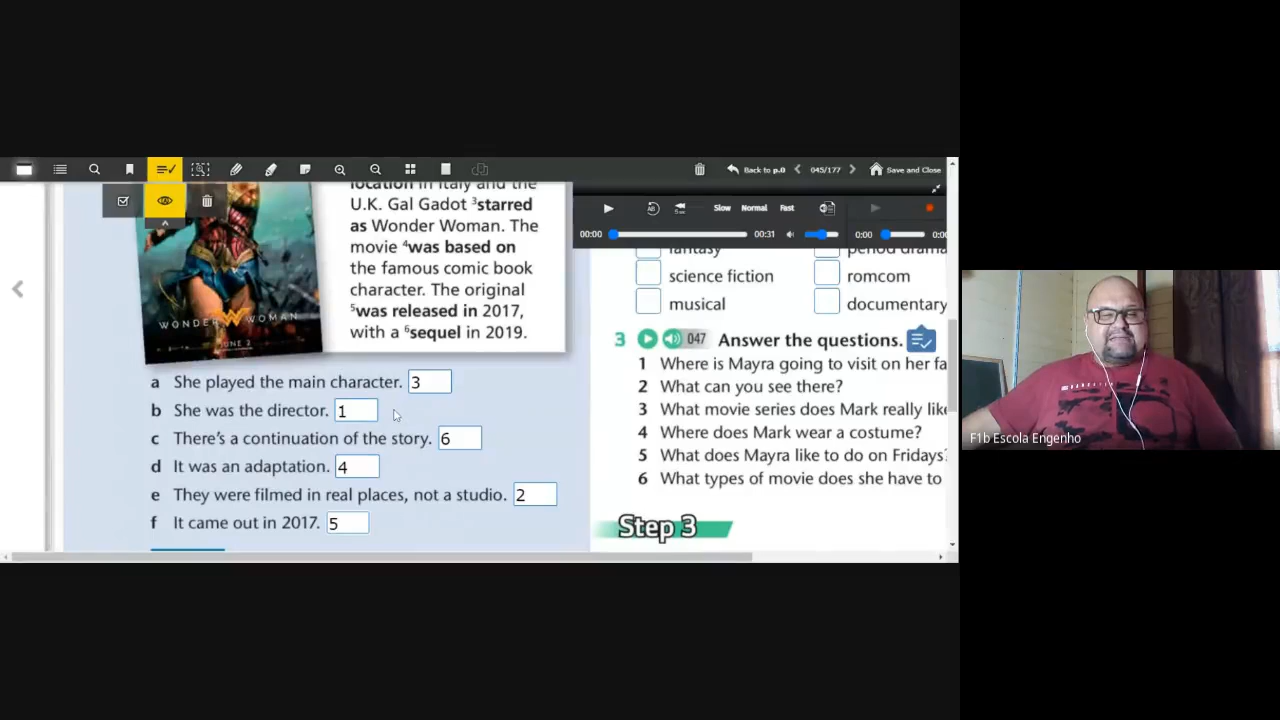 Back to p.0
045/177
Save and Close
location in Italy and the
U.K. Gal Gadot ³starred
as Wonder Woman. The
movie ⁴was based on
the famous comic book
character. The original
⁵was released in 2017,
with a ⁶sequel in 2019.
WONDER WOMAN
JUNE 2
a She played the main character. 3
b She was the director. 1
c There's a continuation of the story. 6
d It was an adaptation. 4
e They were filmed in real places, not a studio. 2
f It came out in 2017. 5
Slow Normal Fast
00:00 00:31 0:00
fantasy period drama
science fiction romcom
musical documentary
3 047 Answer the questions.
1 Where is Mayra going to visit on her
2 What can you see there?
3 What movie series does Mark really
4 Where does Mark wear a costume?
5 What does Mayra like to do on Fridays?
6 What types of movie does she have to
Step 3
F1b Escola Engenho